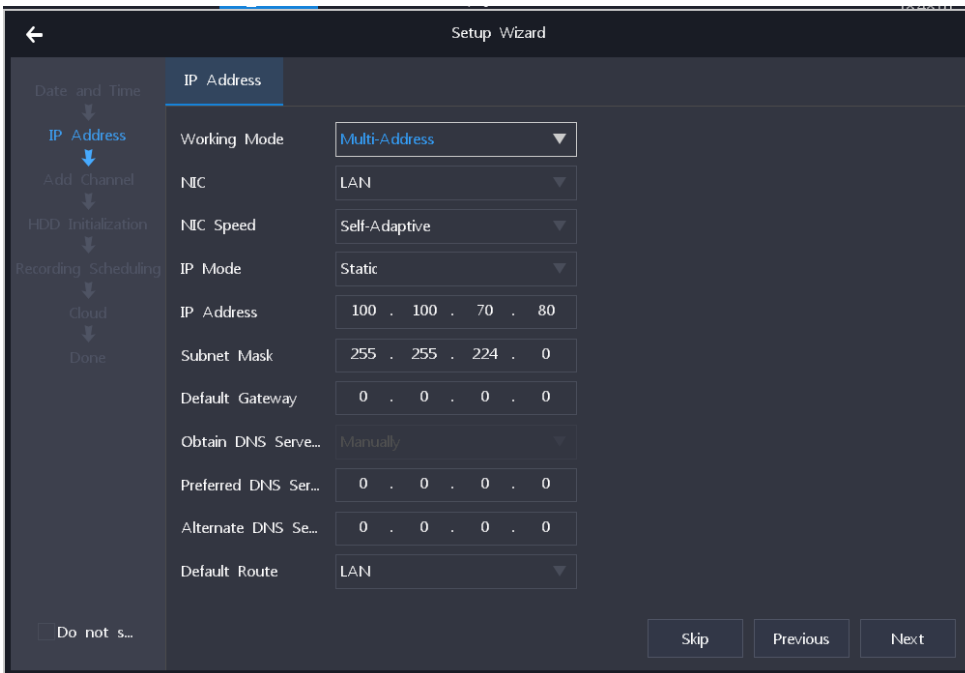 Setup Wizard
Date and Time
IP Address
Add Channel
HDD Initialization
Recording Scheduling
Cloud
Done
Do not s...
IP Address
Working Mode Multi-Address
NIC LAN
NIC Speed Self-Adaptive
IP Mode Static
IP Address 100 . 100 . 70 . 80
Subnet Mask 255 . 255 . 224 . 0
Default Gateway 0 . 0 . 0 . 0
Obtain DNS Serve... Manually
Preferred DNS Ser... 0 . 0 . 0 . 0
Alternate DNS Se... 0 . 0 . 0 . 0
Default Route LAN
Skip Previous Next